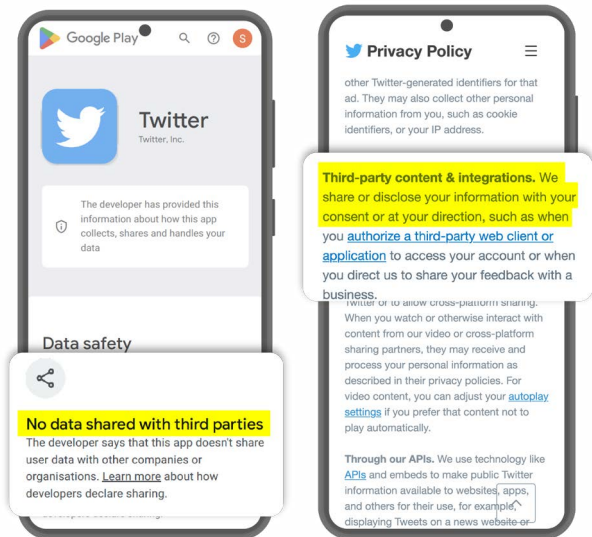 Google Play
S
Twitter
Twitter, Inc.
The developer has provided this
information about how this app
collects, shares and handles your
data
Data safety
No data shared with third parties
The developer says that this app doesn't share
user data with other companies or
organisations. Learn more about how
developers declare sharing.
Privacy Policy
other Twitter-generated identifiers for that
ad. They may also collect other personal
information from you, such as cookie
identifiers, or your IP address.
Third-party content & integrations. We
share or disclose your information with your
consent or at your direction, such as when
you authorize a third-party web client or
application to access your account or when
you direct us to share your feedback with a
business.
Twitter or to allow cross-platform sharing.
When you watch or otherwise interact with
content from our video or cross-platform
sharing partners, they may receive and
process your personal information as
described in their privacy policies. For
video content, you can adjust your autoplay
settings if you prefer that content not to
play automatically.
Through our APIs. We use technology like
APIs and embeds to make public Twitter
information available to websites, apps,
and others for their use, for example,
displaying Tweets on a news website or